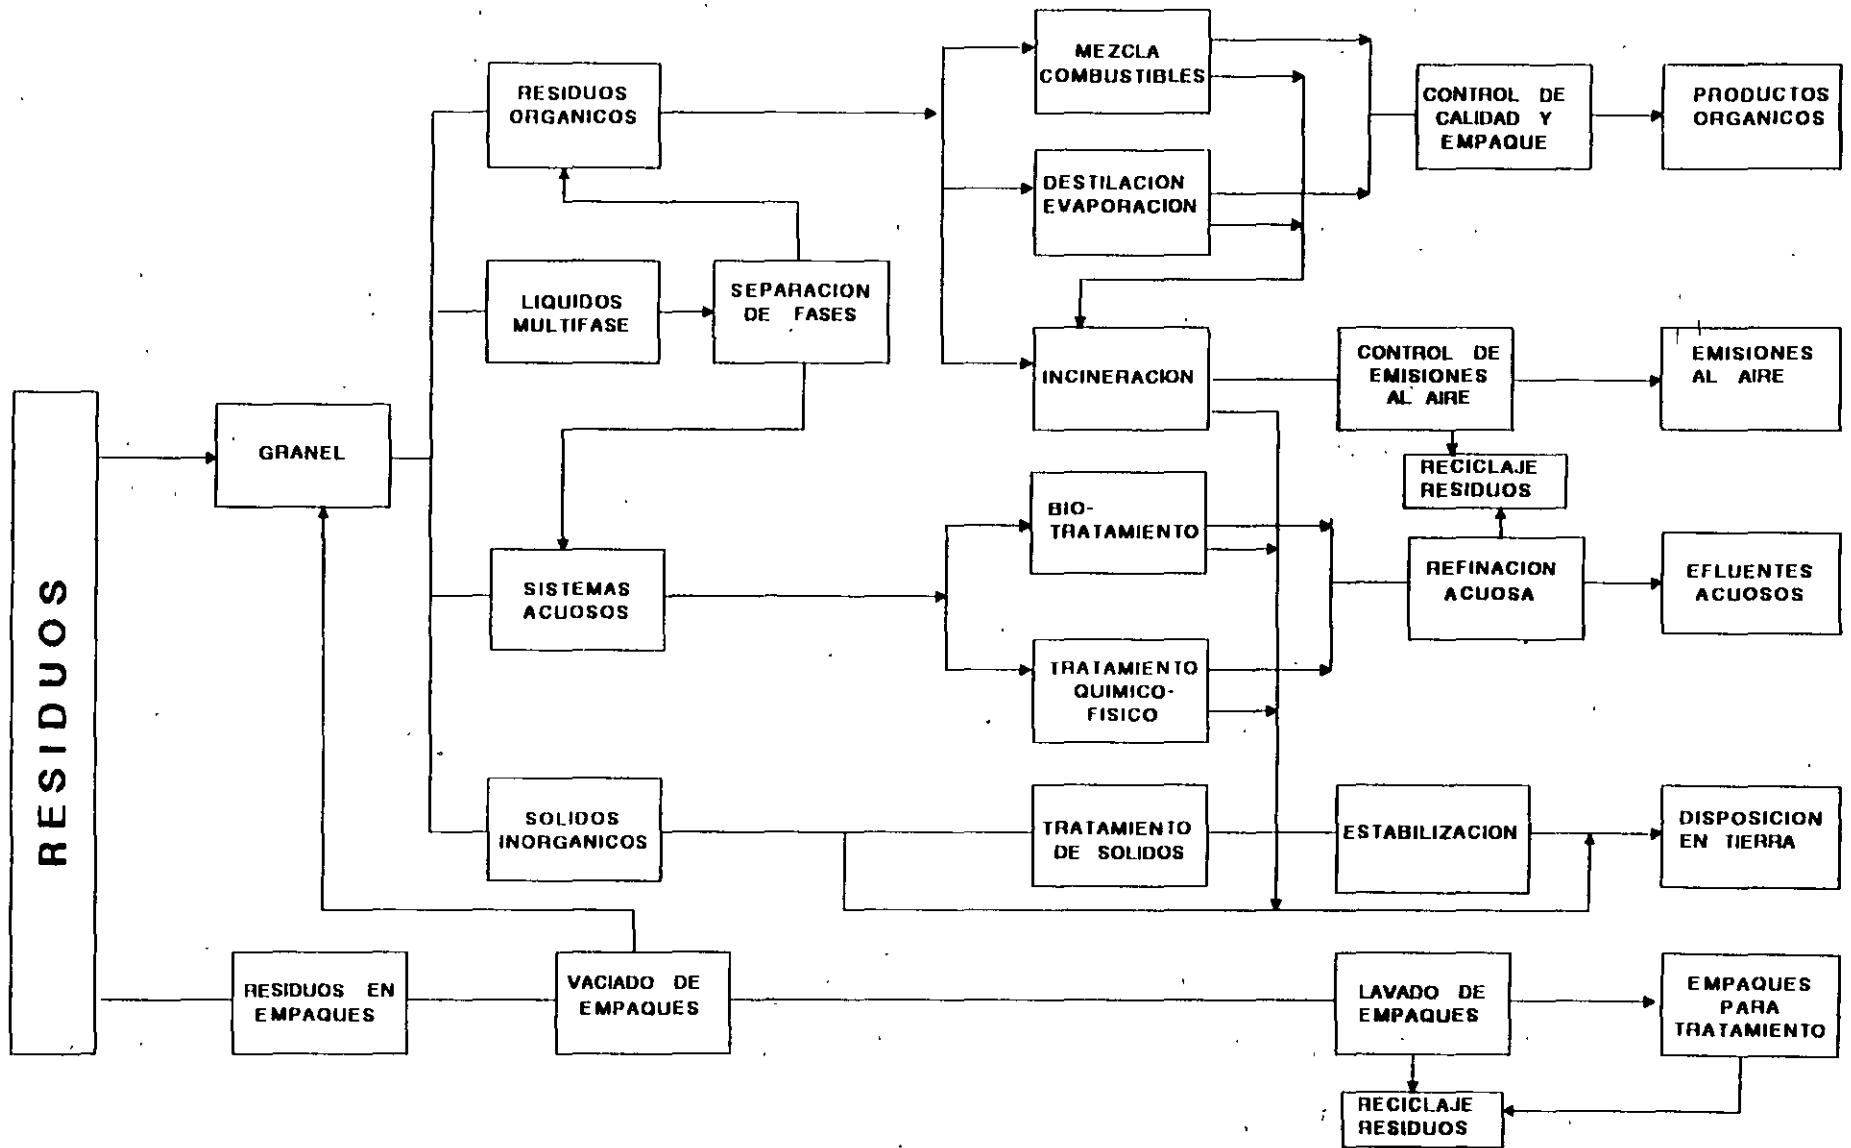 RESIDUOS
GRANEL
RESIDUOS
ORGANICOS
LIQUIDOS
MULTIFASE
SEPARACION
DE FASES
SISTEMAS
ACUOSOS
SOLIDOS
INORGANICOS
RESIDUOS EN
EMPAQUES
VACIADO DE
EMPAQUES
MEZCLA
COMBUSTIBLES
DESTILACION
EVAPORACION
INCINERACION
BIO-
TRATAMIENTO
TRATAMIENTO
QUIMICO-
FISICO
TRATAMIENTO
DE SOLIDOS
CONTROL DE
CALIDAD Y
EMPAQUE
CONTROL DE
EMISIONES
AL AIRE
RECICLAJE
RESIDUOS
REFINACION
ACUOSA
ESTABILIZACION
LAVADO DE
EMPAQUES
RECICLAJE
RESIDUOS
PRODUCTOS
ORGANICOS
EMISIONES
AL AIRE
EFLUENTES
ACUOSOS
DISPOSICION
EN TIERRA
EMPAQUES
PARA
TRATAMIENTO